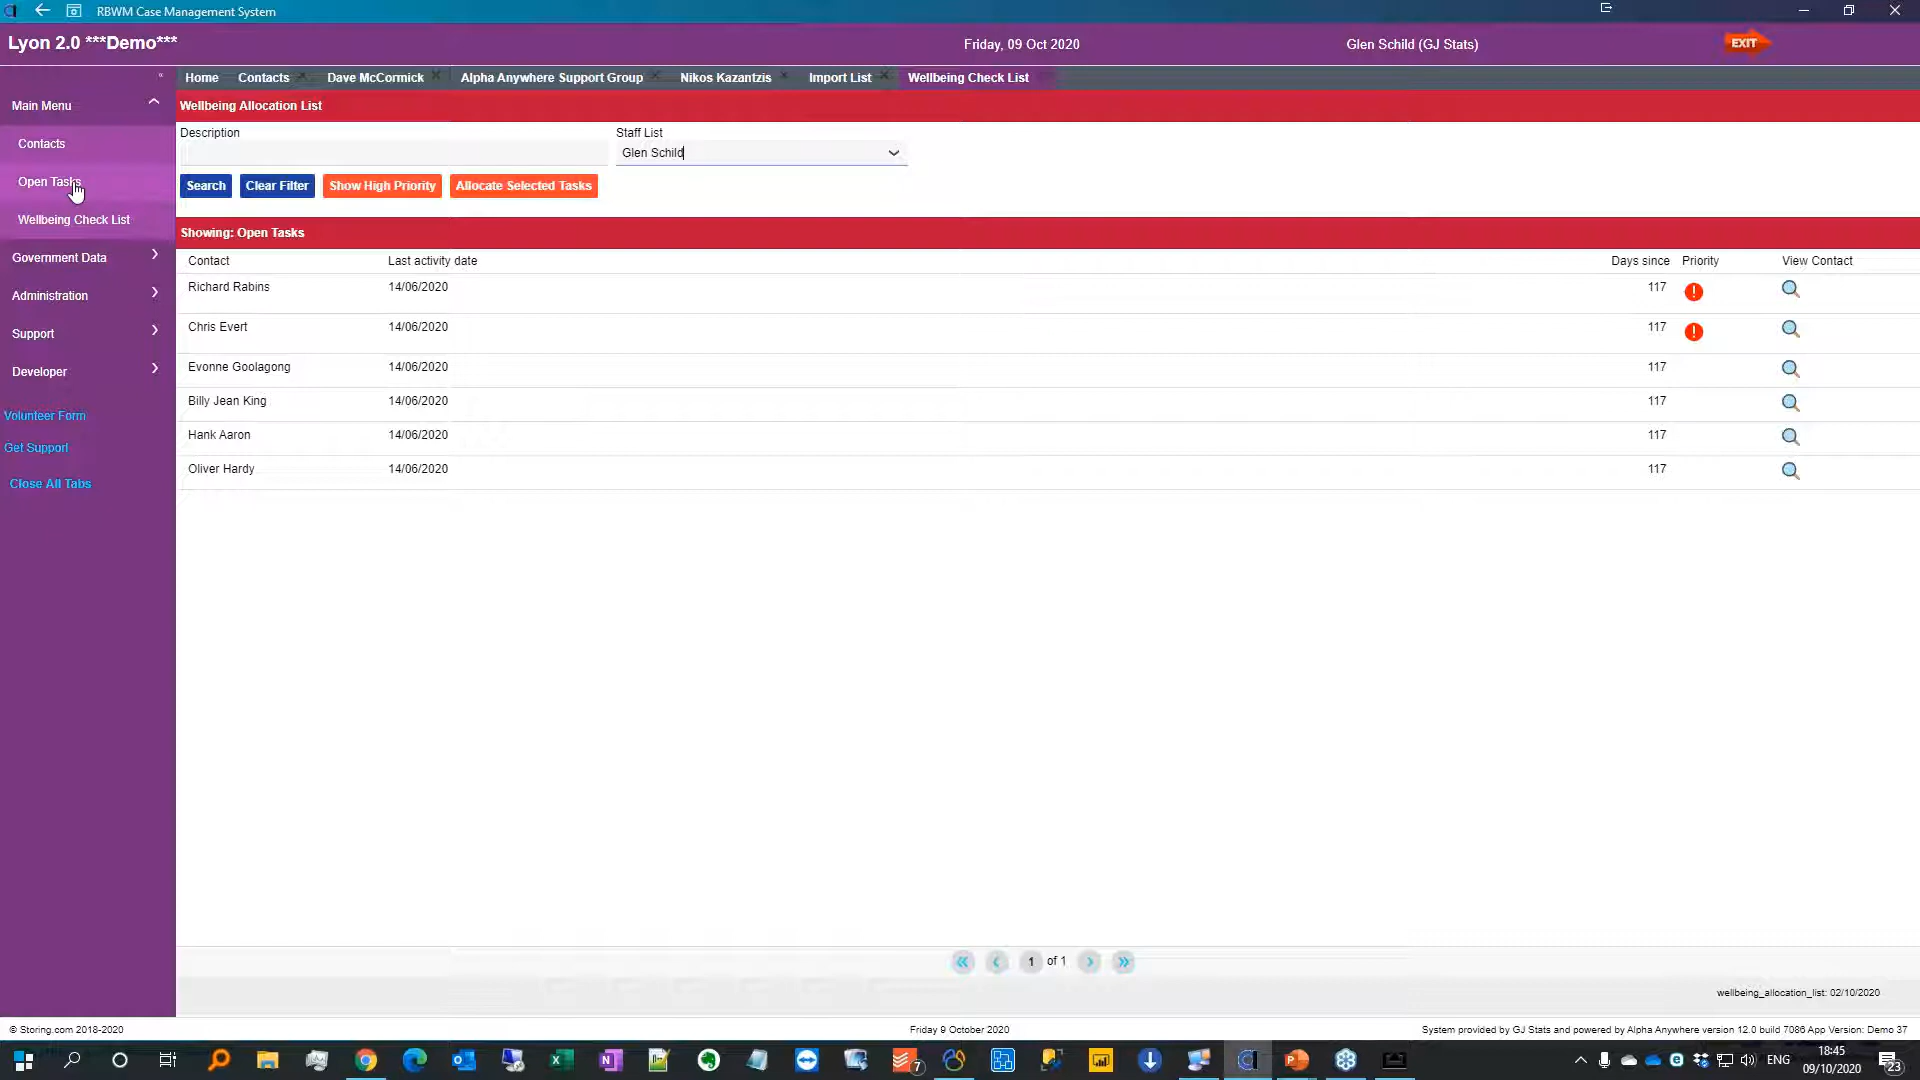 RBWM Case Management System
Lyon 2.0 ***Demo***
Friday, 09 Oct 2020
Glen Schild (GJ Stats)
EXIT
Home
Contacts
Dave McCormick
Alpha Anywhere Support Group
Nikos Kazantzis
Import List
Wellbeing Check List
Main Menu
Contacts
Open Tasks
Wellbeing Check List
Government Data
Administration
Support
Developer
Volunteer Form
Get Support
Close All Tabs
Wellbeing Allocation List
Description
Staff List
Glen Schild
Search
Clear Filter
Show High Priority
Allocate Selected Tasks
Showing: Open Tasks
Contact Last activity date Days since Priority View Contact
Richard Rabins 14/06/2020 117
Chris Evert 14/06/2020 117
Evonne Goolagong 14/06/2020 117
Billy Jean King 14/06/2020 117
Hank Aaron 14/06/2020 117
Oliver Hardy 14/06/2020 117
1 of 1
wellbeing_allocation_list: 02/10/2020
© Storing.com 2018-2020
Friday 9 October 2020
System provided by GJ Stats and powered by Alpha Anywhere version 12.0 build 7086 App Version: Demo 37
7
ENG
18:45
09/10/2020
23